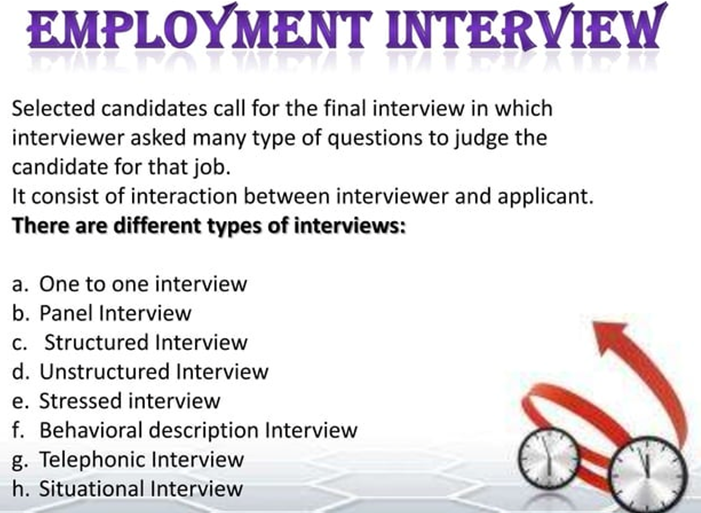 EMPLOYMENT INTERVIEW
Selected candidates call for the final interview in which
interviewer asked many type of questions to judge the
candidate for that job.
It consist of interaction between interviewer and applicant.
There are different types of interviews:
a. One to one interview
b. Panel Interview
c. Structured Interview
d. Unstructured Interview
e. Stressed interview
f. Behavioral description Interview
g. Telephonic Interview
h. Situational Interview